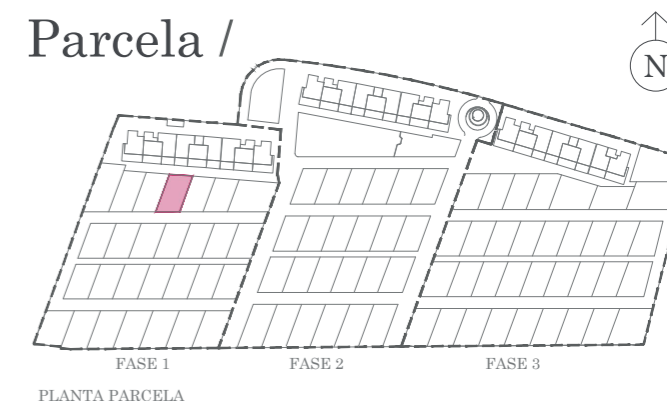 Parcela /
N
FASE 1
FASE 2
FASE 3
PLANTA PARCELA